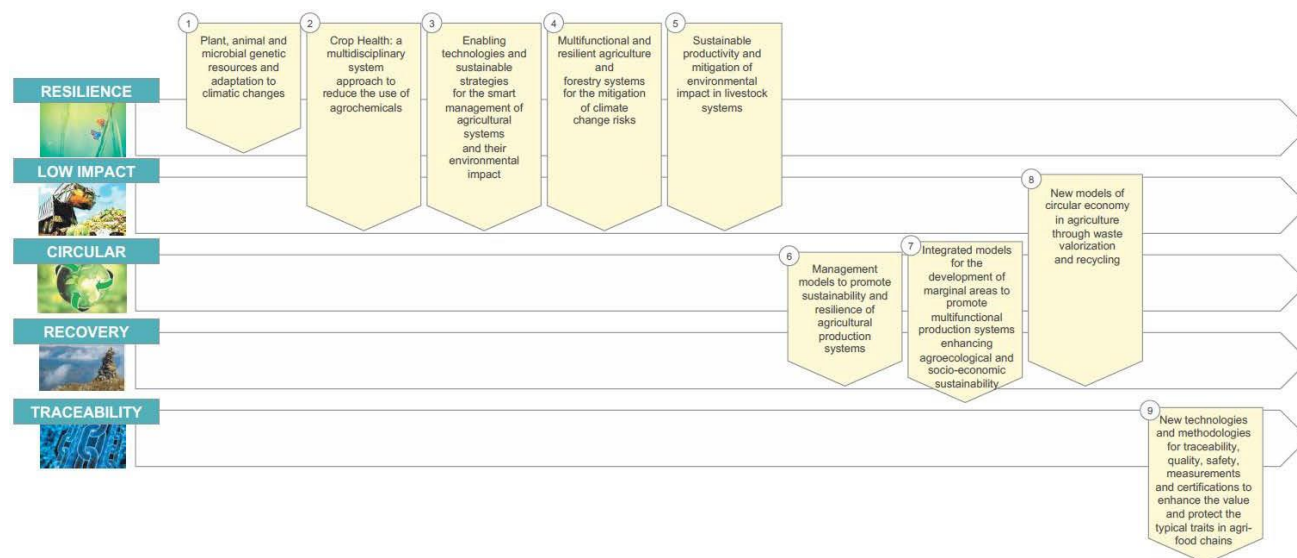 1
Plant, animal and
microbial genetic
resources and
adaptation to
climatic changes
2
Crop Health: a
multidisciplinary
system
approach to
reduce the use of
agrochemicals
3
Enabling
technologies and
sustainable
strategies
for the smart
management of
agricultural
systems
and their
environmental
impact
4
Multifunctional and
resilient agriculture
and
forestry systems
for the mitigation
of climate
change risks
5
Sustainable
productivity and
mitigation of
environmental
impact in livestock
systems
RESILIENCE
LOW IMPACT
8
New models of
circular economy
in agriculture
through waste
valorization
and recycling
CIRCULAR
6
Management
models to promote
sustainability and
resilience of
agricultural
production
systems
7
Integrated models
for the
development of
marginal areas to
promote
multifunctional
production systems
enhancing
agroecological and
socio-economic
sustainability
RECOVERY
TRACEABILITY
9
New technologies
and methodologies
for traceability,
quality, safety,
measurements
and certifications to
enhance the value
and protect the
typical traits in agri-
food chains